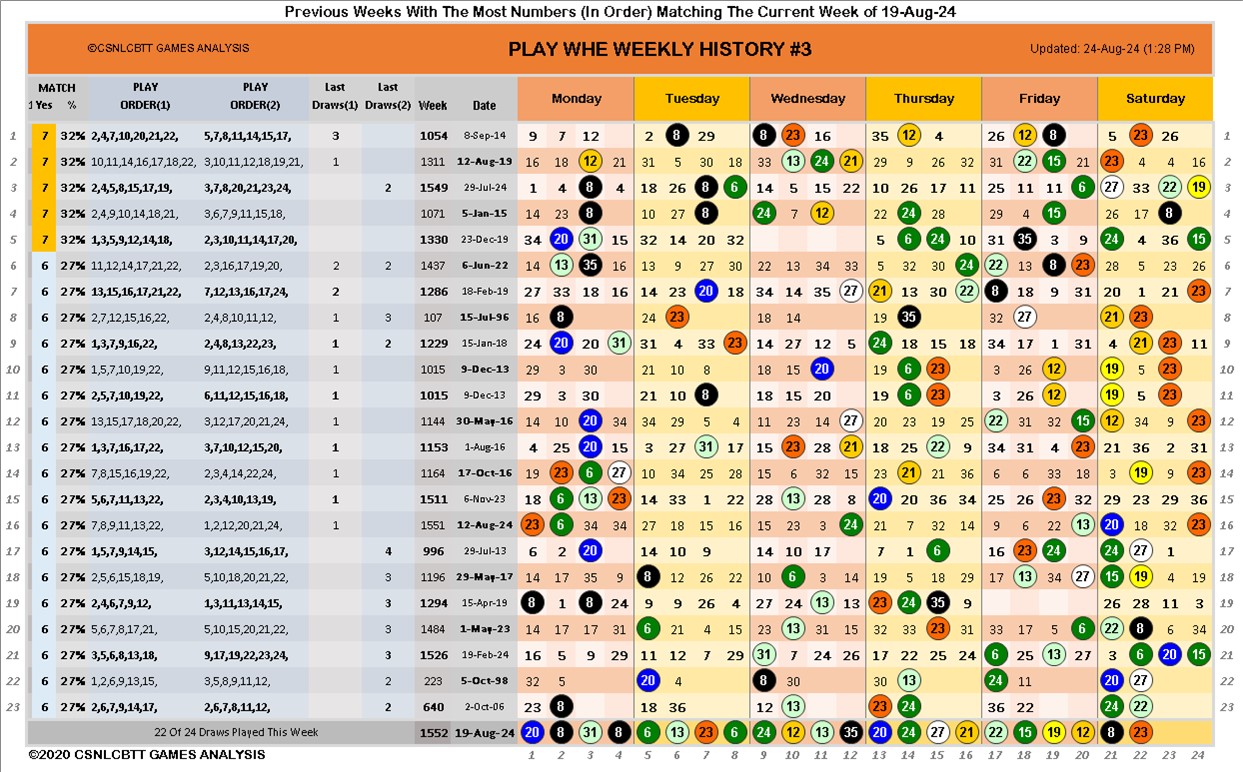 Previous Weeks With The Most Numbers (In Order) Matching The Current Week of 19-Aug-24
©CSNLCBTT GAMES ANALYSIS PLAY WHE WEEKLY HISTORY #3 Updated: 24-Aug-24 (1:28 PM)
MATCH PLAY PLAY Last Last
1 Yes % ORDER(1) ORDER(2) Draws(1) Draws(2) Week Date Monday Tuesday Wednesday Thursday Friday Saturday
1 7 32% 2,4,7,10,20,21,22, 5,7,8,11,14,15,17, 3 1054 8-Sep-14 9 7 12 2 8 29 8 23 16 35 12 4 26 12 8 5 23 26 1
2 7 32% 10,11,14,16,17,18,22, 3,10,11,12,18,19,21, 1 1311 12-Aug-19 16 18 12 21 31 5 30 18 33 13 24 21 29 9 26 32 31 22 15 21 23 4 4 16 2
3 7 32% 2,4,5,8,15,17,19, 3,7,8,20,21,23,24, 2 1549 29-Jul-24 1 4 8 4 18 26 8 6 14 5 15 22 10 26 17 11 25 11 11 6 27 33 22 19 3
4 7 32% 2,4,9,10,14,18,21, 3,6,7,9,11,15,18, 1071 5-Jan-15 14 23 8 10 27 8 24 7 12 22 24 28 29 4 15 26 17 8 4
5 7 32% 1,3,5,9,12,14,18, 2,3,10,11,14,17,20, 1330 23-Dec-19 34 20 31 15 32 14 20 32 5 6 24 10 31 35 3 9 24 4 36 15 5
6 6 27% 11,12,14,17,21,22, 2,3,16,17,19,20, 2 2 1437 6-Jun-22 14 13 35 16 13 9 27 30 22 13 34 33 5 32 30 24 22 13 8 23 28 5 23 26 6
7 6 27% 13,15,16,17,21,22, 7,12,13,16,17,24, 2 1286 18-Feb-19 27 33 18 16 14 23 20 18 34 14 35 27 21 13 30 22 8 18 9 31 20 1 21 23 7
8 6 27% 2,7,12,15,16,22, 2,4,8,10,11,12, 1 3 107 15-Jul-96 16 8 24 23 18 14 19 35 32 27 21 23 8
9 6 27% 1,3,7,9,16,22, 2,4,8,13,22,23, 1 2 1229 15-Jan-18 24 20 20 31 31 4 33 23 14 27 12 5 24 18 15 18 34 17 1 31 4 21 23 11 9
10 6 27% 1,5,7,10,19,22, 9,11,12,15,16,18, 1 1015 9-Dec-13 29 3 30 21 10 8 18 15 20 19 6 23 3 26 12 19 5 23 10
11 6 27% 2,5,7,10,19,22, 6,11,12,15,16,18, 1 1015 9-Dec-13 29 3 30 21 10 8 18 15 20 14 6 23 3 26 12 19 5 23 11
12 6 27% 13,15,17,18,20,22, 3,12,17,20,21,24, 1 1144 30-May-16 14 10 20 34 34 29 5 4 11 23 14 27 20 23 19 25 22 31 32 15 12 34 9 23 12
13 6 27% 1,3,7,16,17,22, 3,7,10,12,15,20, 1 1153 1-Aug-16 4 25 20 15 3 27 31 17 15 23 28 21 18 25 22 9 34 31 4 23 21 36 2 31 13
14 6 27% 7,8,15,16,19,22, 2,3,4,14,22,24, 1 1164 17-Oct-16 19 23 6 27 10 34 25 28 15 6 32 15 23 21 21 36 6 6 33 18 3 19 14 23 14
15 6 27% 5,6,7,11,13,22, 2,3,4,10,13,19, 1 1511 6-Nov-23 18 6 13 23 14 33 1 22 28 13 28 8 20 20 36 34 25 26 23 32 29 23 29 36 15
16 6 27% 7,8,9,11,13,22, 1,2,12,20,21,24, 1 1551 12-Aug-24 23 6 34 34 27 18 15 16 15 23 3 24 21 7 32 14 9 6 22 13 20 18 32 23 16
17 6 27% 1,5,7,9,14,15, 3,12,14,15,16,17, 4 996 29-Jul-13 6 2 20 14 10 9 14 10 17 7 1 6 16 23 24 24 27 1 17
18 6 27% 2,5,6,15,18,19, 5,10,18,20,21,22, 3 1196 29-May-17 14 17 35 9 8 12 26 22 10 6 3 14 19 5 18 29 17 13 34 27 15 19 4 19 18
19 6 27% 2,4,6,7,9,12, 1,3,11,13,14,15, 3 1294 15-Apr-19 8 1 8 24 9 9 26 4 27 24 13 13 23 24 35 9 26 28 11 3 19
20 6 27% 5,6,7,8,17,21, 5,10,15,20,21,22, 3 1484 1-May-23 14 17 17 31 6 21 4 15 23 13 31 15 32 33 23 31 33 17 5 6 22 8 6 34 20
21 6 27% 3,5,6,8,13,18, 9,17,19,22,23,24, 3 1526 19-Feb-24 16 5 9 29 11 12 7 29 31 7 24 26 17 22 25 24 6 25 13 27 3 6 20 15 21
22 6 27% 1,2,6,9,13,15, 3,5,8,9,11,12, 2 223 5-Oct-98 32 5 20 4 8 30 30 13 24 11 20 27 22
23 6 27% 2,6,7,9,14,17, 2,6,7,8,11,12, 2 640 2-Oct-06 23 8 18 36 12 13 23 24 36 22 24 22 23
22 Of 24 Draws Played This Week 1552 19-Aug-24 20 8 31 8 6 13 23 6 24 12 13 35 20 24 27 21 22 15 19 12 8 23
©2020 CSNLCBTT GAMES ANALYSIS 1 2 3 4 5 6 7 8 9 10 11 12 13 14 15 16 17 18 19 20 21 22 23 24